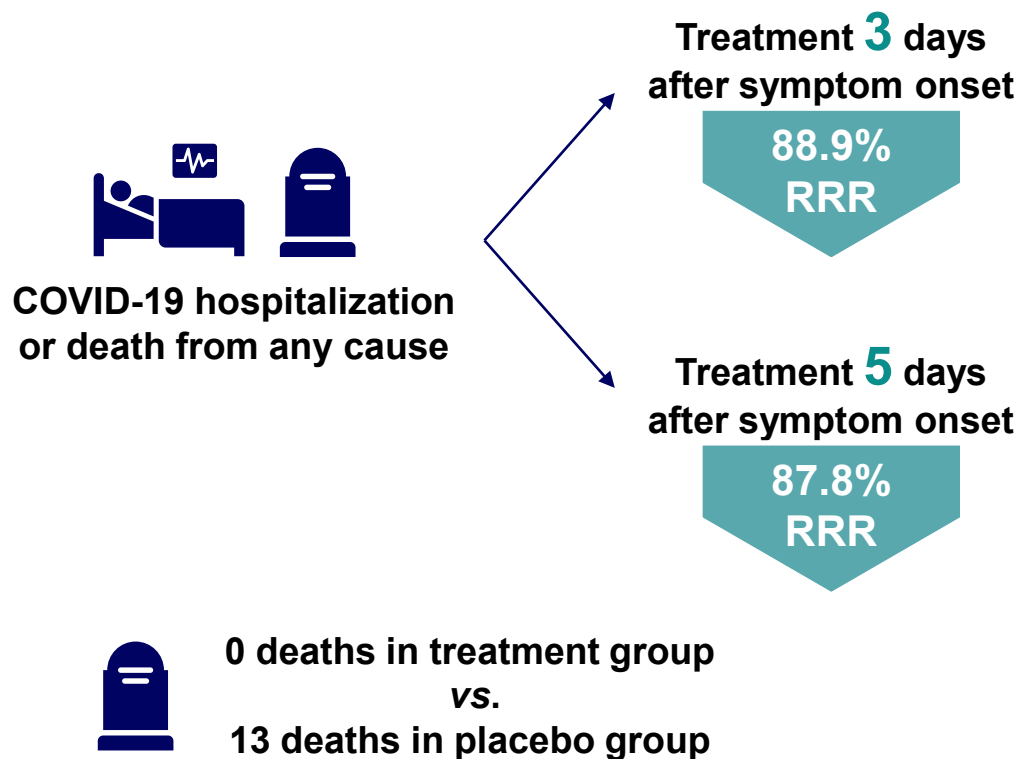 Treatment 3 days
after symptom onset
88.9%
RRR
COVID-19 hospitalization
or death from any cause
Treatment 5 days
after symptom onset
87.8%
RRR
0 deaths in treatment group
vs.
13 deaths in placebo group